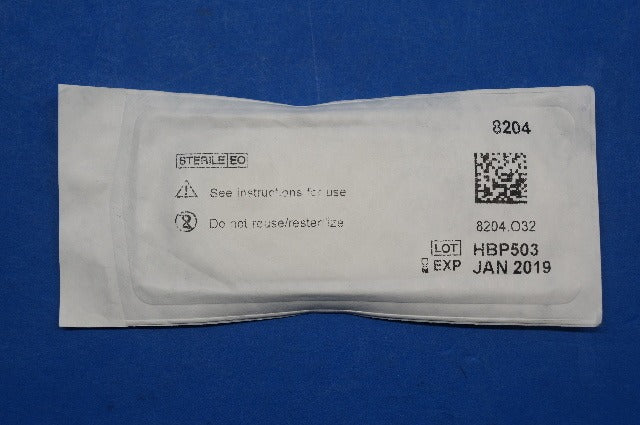 8204
STERILE EO
See instructions for use
Do not reuse/resterilize
8204.O32
LOT HBP503
EXP JAN 2019